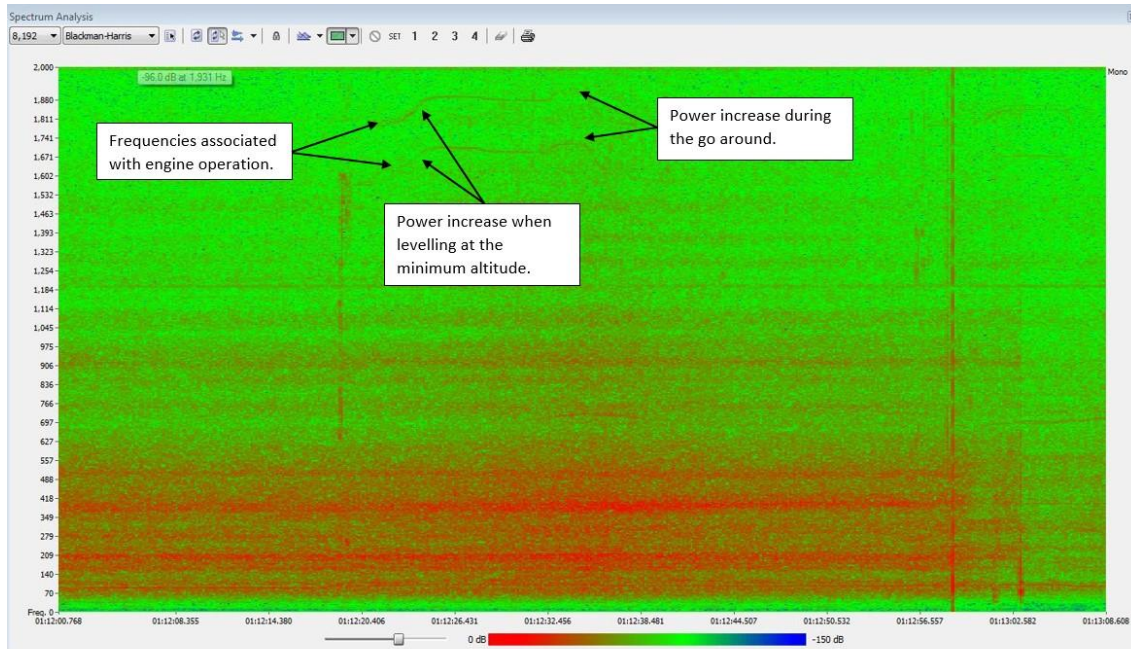 Spectrum Analysis
8,192 Blackman-Harris SET 1 2 3 4
2,000
-96.0 dB at 1,931 Hz
Mono
1,880
1,811
1,741
1,671
1,602
1,532
1,463
1,393
1,323
1,254
1,184
1,114
1,045
975
906
836
766
697
627
557
488
418
349
279
209
140
70
Freq. 0
Frequencies associated
with engine operation.
Power increase when
levelling at the
minimum altitude.
Power increase during
the go around.
01:12:00.768 01:12:08.355 01:12:14.380 01:12:20.406 01:12:26.431 01:12:32.456 01:12:38.481 01:12:44.507 01:12:50.532 01:12:56.557 01:13:02.582 01:13:08.608
0 dB -150 dB